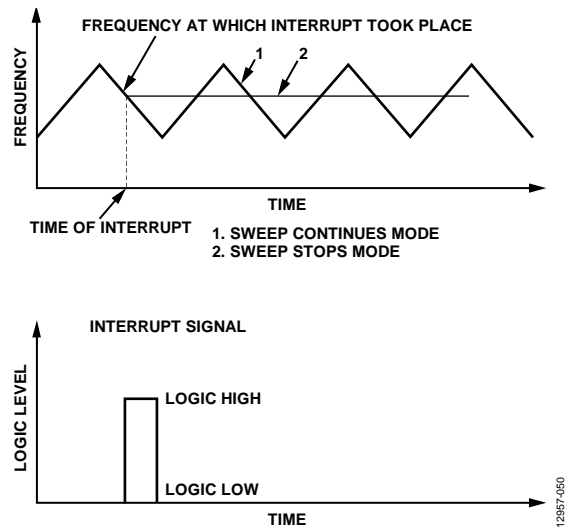 FREQUENCY AT WHICH INTERRUPT TOOK PLACE
1
2
FREQUENCY
TIME
TIME OF INTERRUPT
1. SWEEP CONTINUES MODE
2. SWEEP STOPS MODE
INTERRUPT SIGNAL
LOGIC LEVEL
LOGIC HIGH
LOGIC LOW
TIME
12957-050